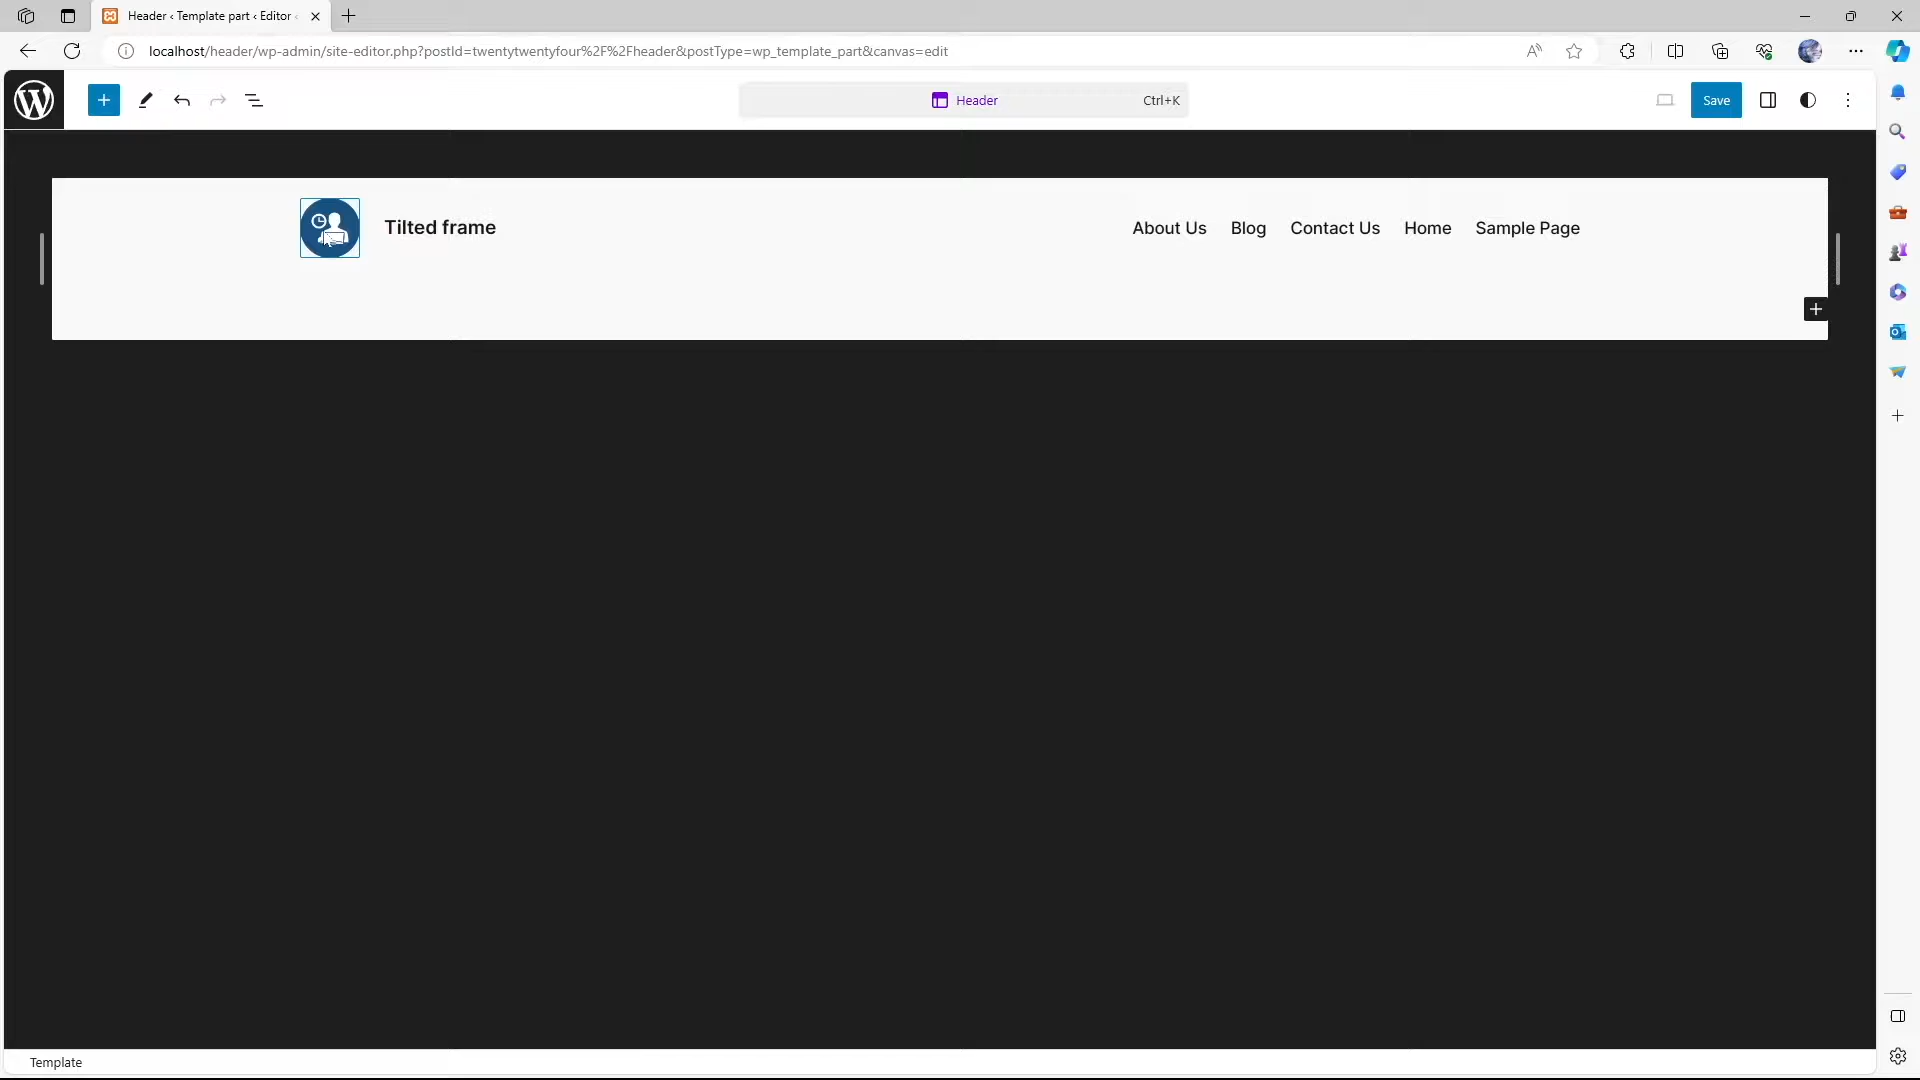 Header ‹ Template part ‹ Editor ‹
localhost/header/wp-admin/site-editor.php?postId=twentytwentyfour%2F%2Fheader&postType=wp_template_part&canvas=edit
Header
Ctrl+K
Save
Tilted frame
About Us
Blog
Contact Us
Home
Sample Page
Template